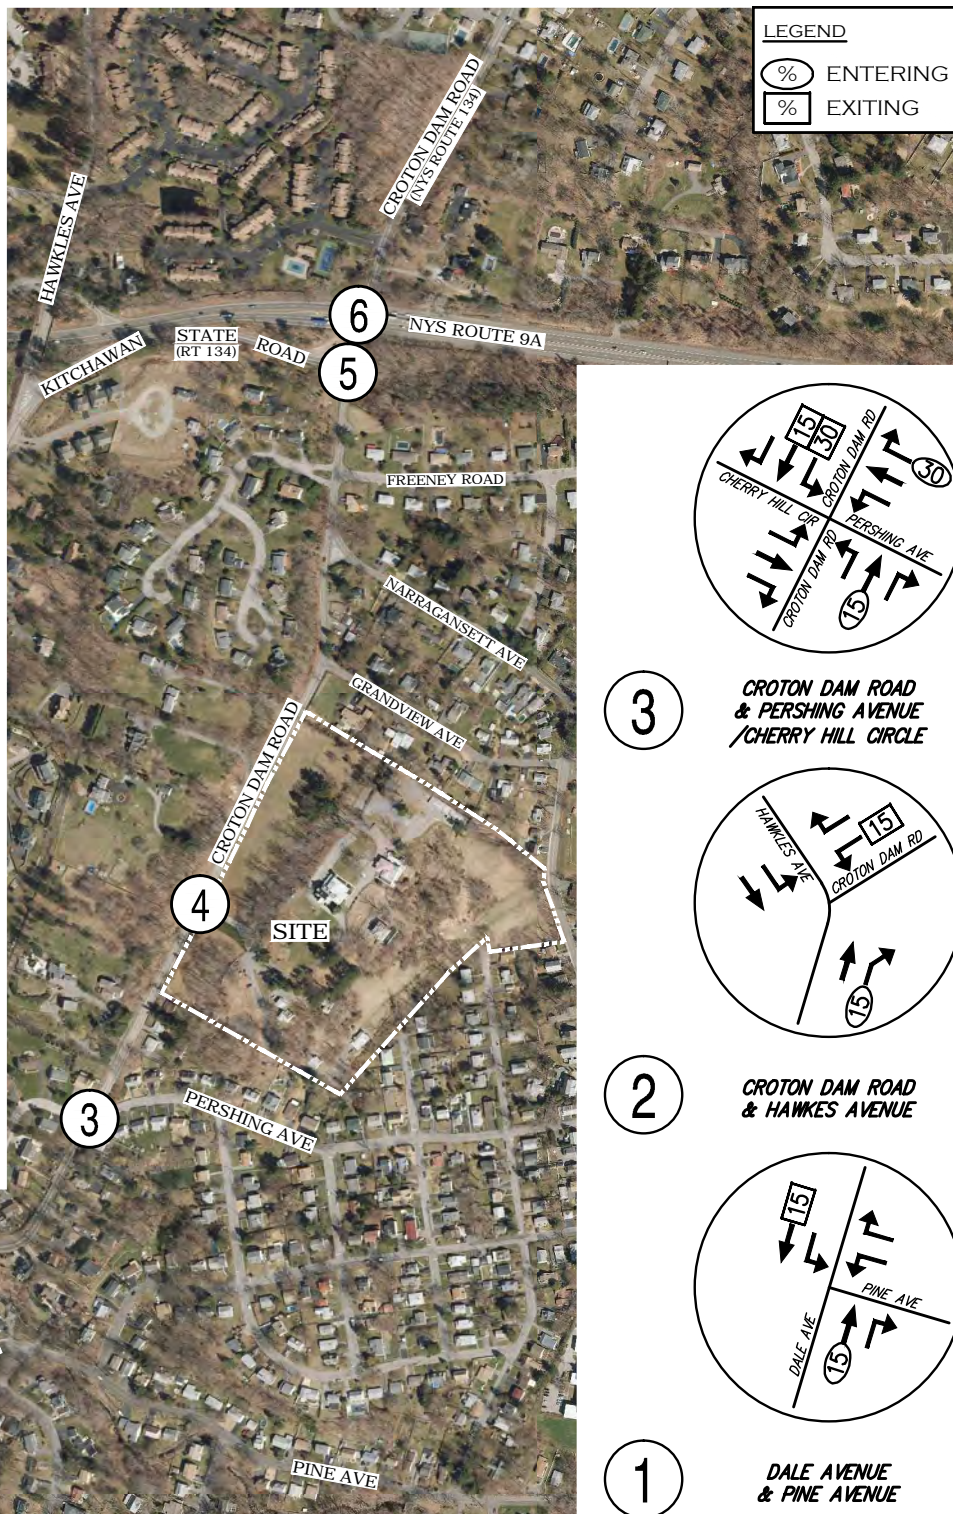 LEGEND
% ENTERING
% EXITING
CROTON DAM ROAD
(NYS ROUTE 134)
HAWKLES AVE
6
NYS ROUTE 9A
STATE
(RT 134)
ROAD
KITCHAWAN
5
FREENEY ROAD
NARRAGANSETT AVE
GRANDVIEW AVE
CROTON DAM ROAD
4
SITE
3
PERSHING AVE
PINE AVE
15
30
CROTON DAM RD
30
CHERRY HILL CIR
PERSHING AVE
CROTON DAM RD
15
3
CROTON DAM ROAD
& PERSHING AVENUE
/CHERRY HILL CIRCLE
HAWKLES AVE
15
CROTON DAM RD
15
2
CROTON DAM ROAD
& HAWKES AVENUE
15
PINE AVE
DALE AVE
15
1
DALE AVENUE
& PINE AVENUE